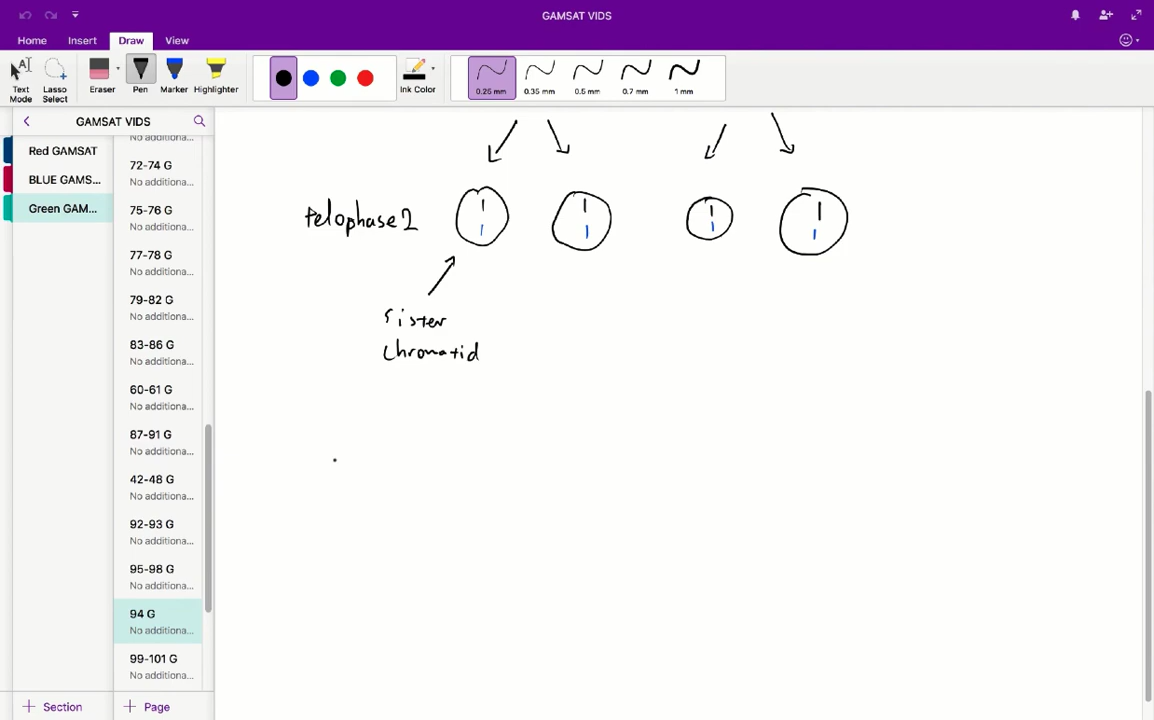 GAMSAT VIDS
Home
Insert
Draw
View
Text
Mode
Lasso
Select
Eraser
Pen
Marker
Highlighter
Ink Color
0.25 mm
0.35 mm
0.5 mm
0.7 mm
1 mm
GAMSAT VIDS
Red GAMSAT
BLUE GAMS...
Green GAM...
No additiona...
72-74 G
No additiona...
75-76 G
No additiona...
77-78 G
No additiona...
79-82 G
No additiona...
83-86 G
No additiona...
60-61 G
No additiona...
87-91 G
No additiona...
42-48 G
No additiona...
92-93 G
No additiona...
95-98 G
No additiona...
94 G
No additiona...
99-101 G
No additiona...
+ Section
+ Page
telophase 2
sister
chromatid